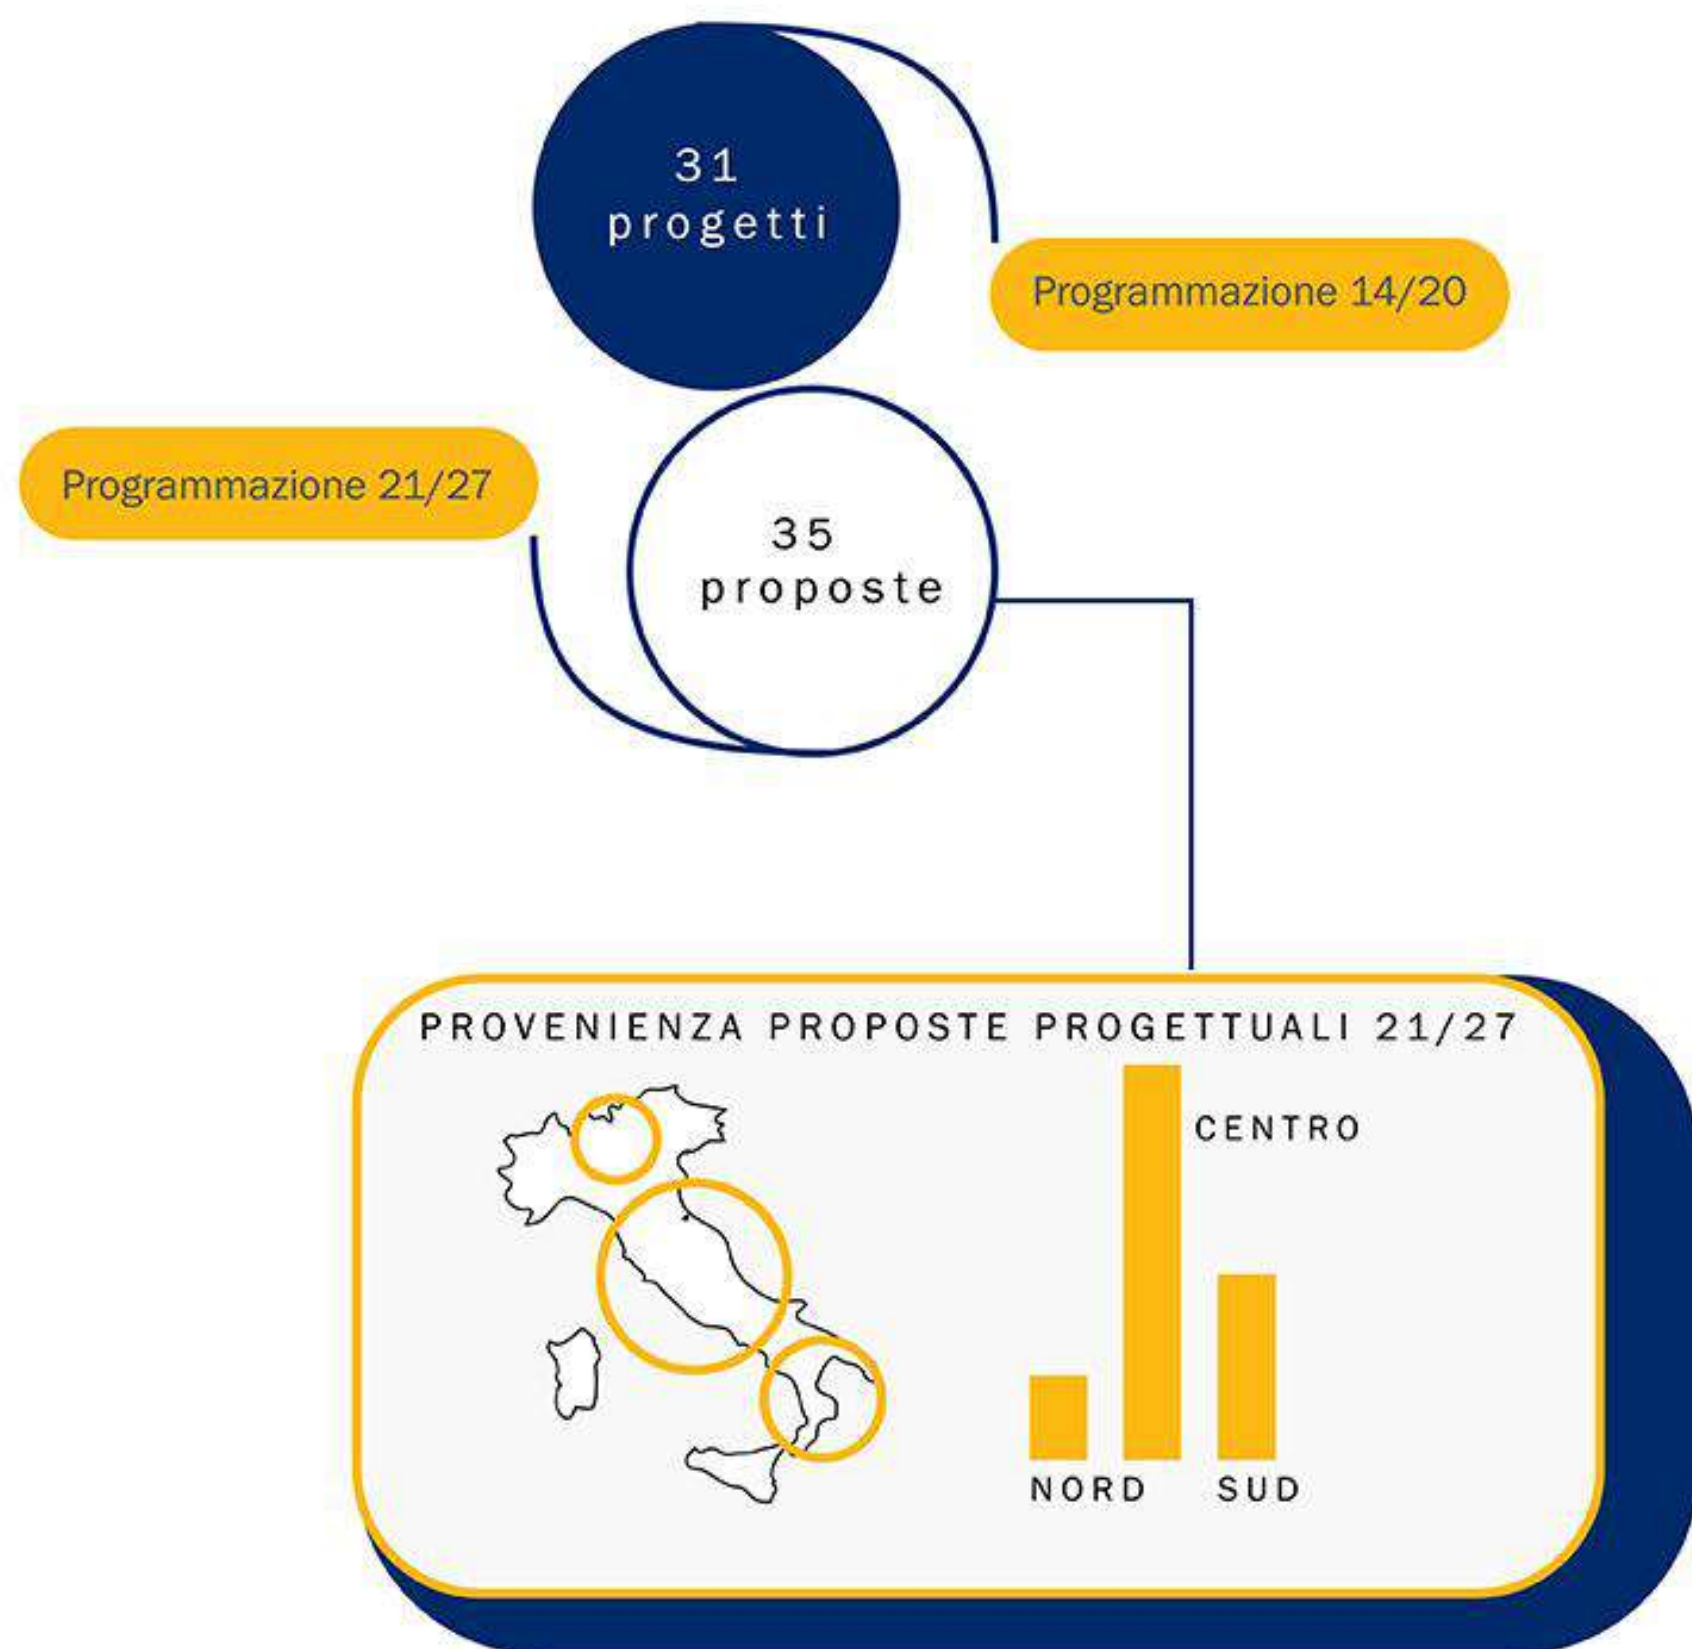 31
progetti
Programmazione 14/20
Programmazione 21/27
35
proposte
PROVENIENZA PROPOSTE PROGETTUALI 21/27
CENTRO
NORD
SUD